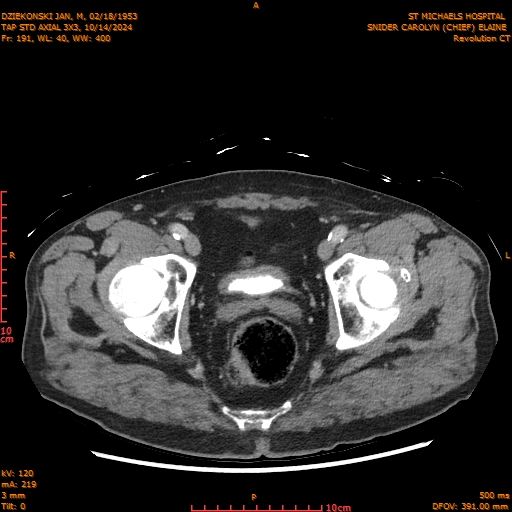 A
DZIEKONSKI JAN, M, 02/18/1953
TAP STD AXIAL 3X3, 10/14/2024
Fr: 191, WL: 40, WW: 400
ST MICHAELS HOSPITAL
SNIDER CAROLYN (CHIEF) ELAINE
Revolution CT
R
L
10
cm
kV: 120
mA: 219
3 mm
Tilt: 0
P
10cm
500 ms
DFOV: 391.00 mm